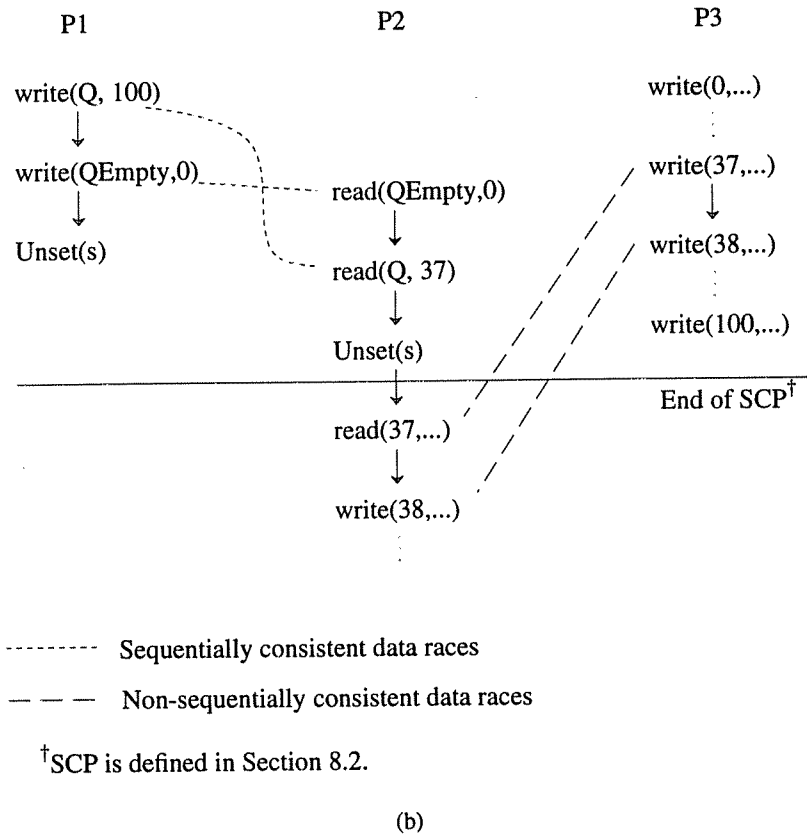 P1
P2
P3
write(Q, 100)
write(QEmpty,0)
Unset(s)
read(QEmpty,0)
read(Q, 37)
Unset(s)
read(37,...)
write(38,...)
write(0,...)
write(37,...)
write(38,...)
write(100,...)
End of SCP†
Sequentially consistent data races
Non-sequentially consistent data races
†SCP is defined in Section 8.2.
(b)